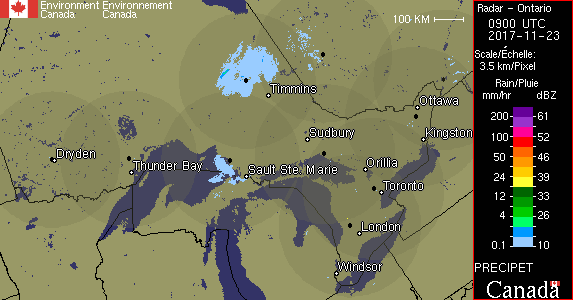 Environment Environnement
Canada Canada
100 KM
Timmins
Ottawa
Sudbury
Kingston
Dryden
Thunder Bay
Sault Ste. Marie
Orillia
Toronto
London
Windsor
Radar - Ontario
0900 UTC
2017-11-23
Scale/Échelle:
3.5 km/Pixel
Rain/Pluie
mm/hr dBZ
200 61
100 52
50 46
24 39
12 33
4 26
0.1 10
PRECIPET
Canada